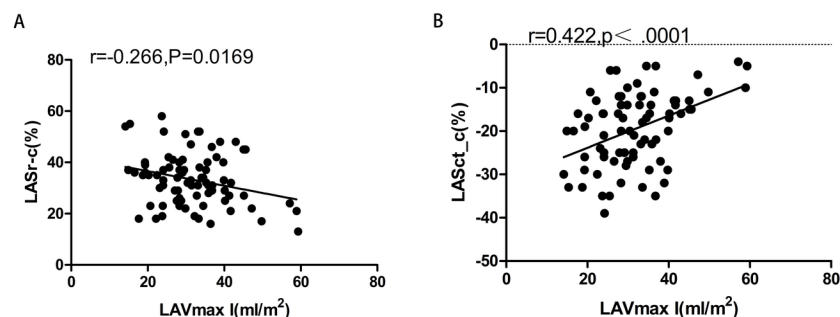 A
r=-0.266,P=0.0169
80
60
40
20
0
0 20 40 60 80
LASr-c(%)
LAVmax I(ml/m²)
B
r=0.422,p< .0001
0
-10
-20
-30
-40
-50
0 20 40 60 80
LASct_c(%)
LAVmax I(ml/m²)